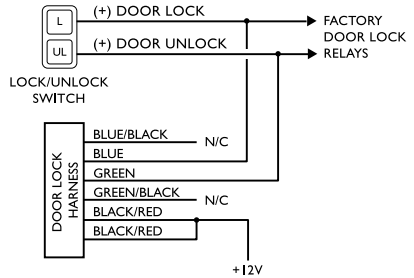 L
(+) DOOR LOCK
FACTORY
DOOR LOCK
RELAYS
UL
(+) DOOR UNLOCK
LOCK/UNLOCK
SWITCH
DOOR LOCK
HARNESS
BLUE/BLACK
N/C
BLUE
GREEN
GREEN/BLACK
N/C
BLACK/RED
BLACK/RED
+12V